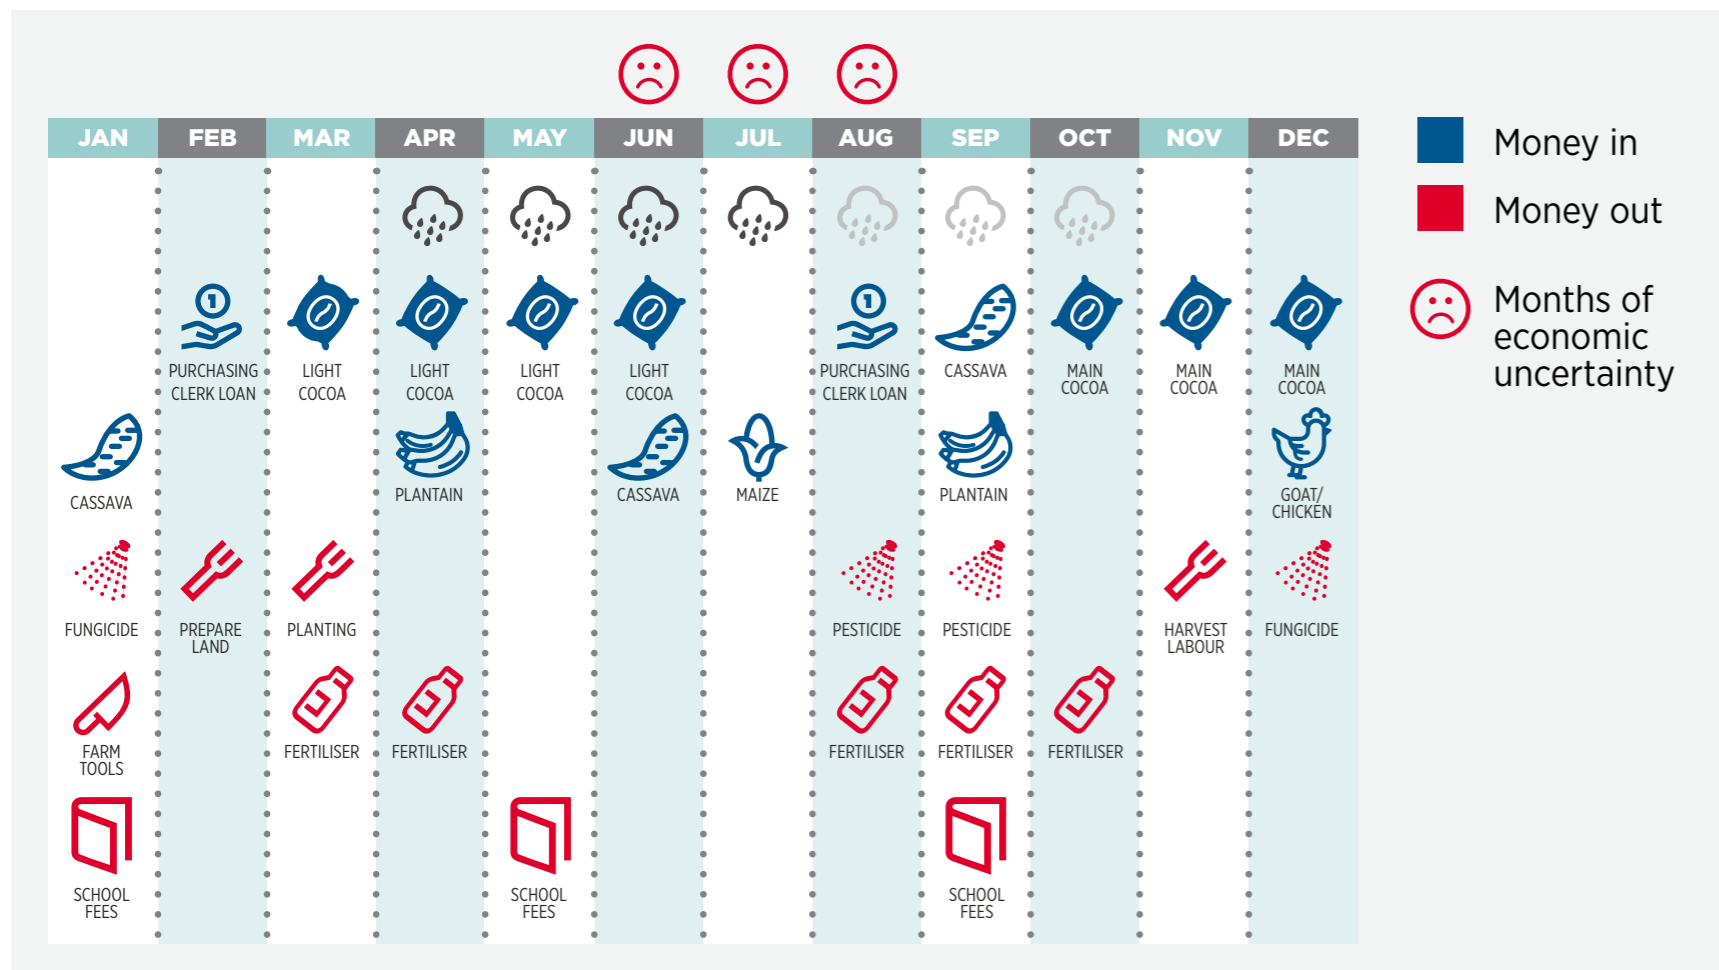 JAN FEB MAR APR MAY JUN JUL AUG SEP OCT NOV DEC
Money in
Money out
Months of
economic
uncertainty
1 1
PURCHASING LIGHT LIGHT LIGHT LIGHT PURCHASING CASSAVA MAIN MAIN MAIN
CLERK LOAN COCOA COCOA COCOA COCOA CLERK LOAN COCOA COCOA COCOA
CASSAVA PLANTAIN CASSAVA MAIZE PLANTAIN GOAT/
CHICKEN
FUNGICIDE PREPARE PLANTING PESTICIDE PESTICIDE HARVEST FUNGICIDE
LAND LABOUR
FARM FERTILISER FERTILISER FERTILISER FERTILISER FERTILISER
TOOLS
SCHOOL SCHOOL SCHOOL
FEES FEES FEES